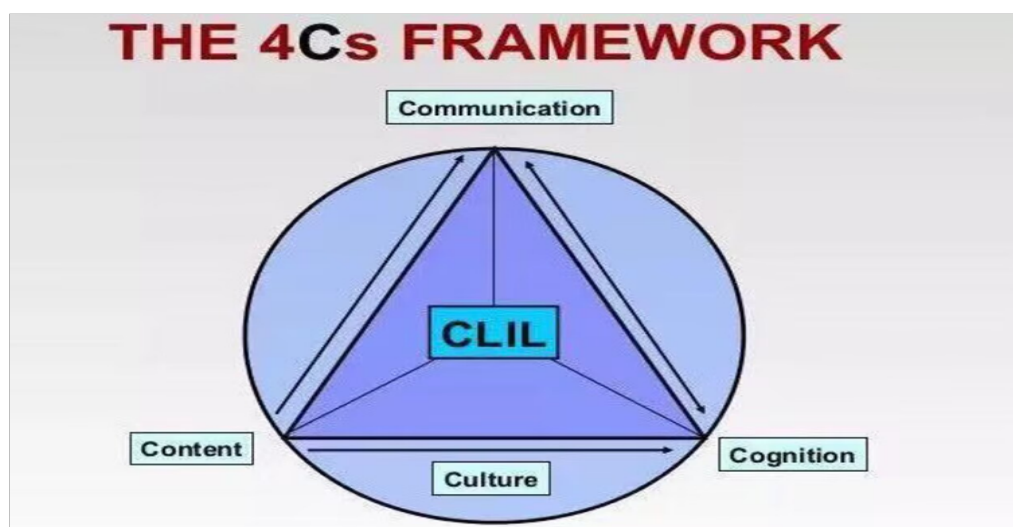 THE 4Cs FRAMEWORK
Communication
CLIL
Content
Cognition
Culture